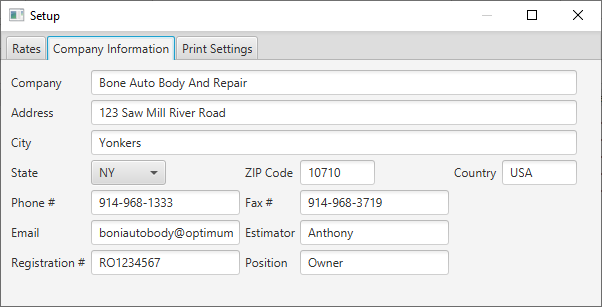 Setup
Rates Company Information Print Settings
Company Bone Auto Body And Repair
Address 123 Saw Mill River Road
City Yonkers
State NY ZIP Code 10710 Country USA
Phone # 914-968-1333 Fax # 914-968-3719
Email boniautobody@optimum Estimator Anthony
Registration # RO1234567 Position Owner